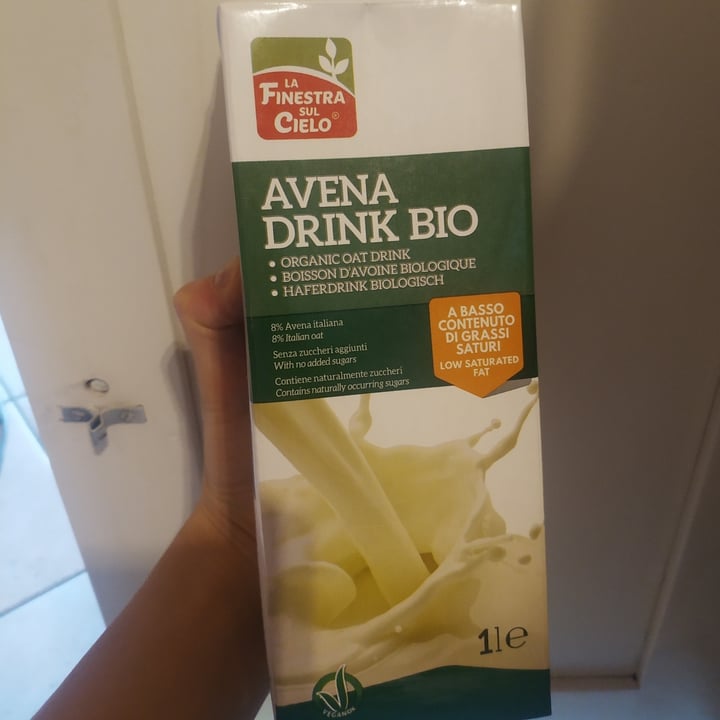 LA
FINESTRA
SUL
CIELO®
AVENA
DRINK BIO
• ORGANIC OAT DRINK
• BOISSON D'AVOINE BIOLOGIQUE
• HAFERDRINK BIOLOGISCH
8% Avena italiana
8% Italian oat
Senza zuccheri aggiunti
With no added sugars
Contiene naturalmente zuccheri
Contains naturally occurring sugars
A BASSO
CONTENUTO
DI GRASSI
SATURI
LOW SATURATED
FAT
1 l e
VEGANOK